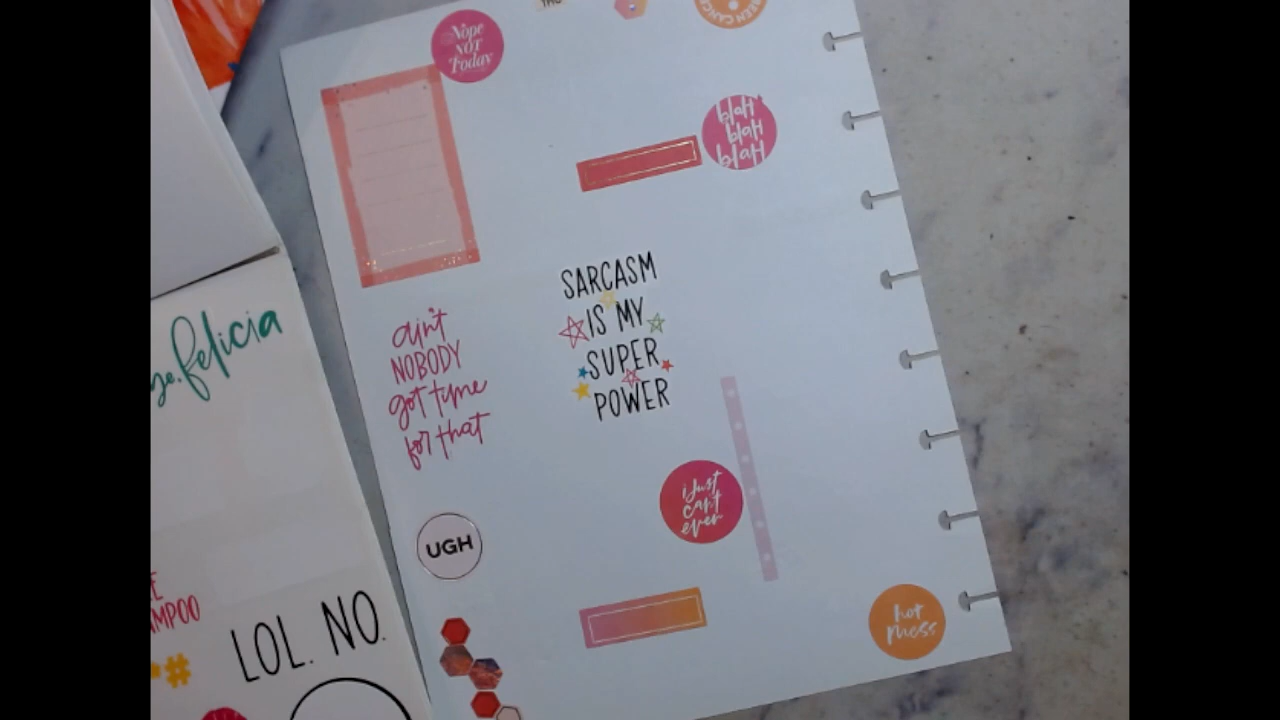 Nope
NOT
Today
blah
blah
blah
SARCASM
IS MY
SUPER
POWER
ain't
NOBODY
got time
for that
i just
can't
even
UGH
hot
mess
felicia
LOL. NO.